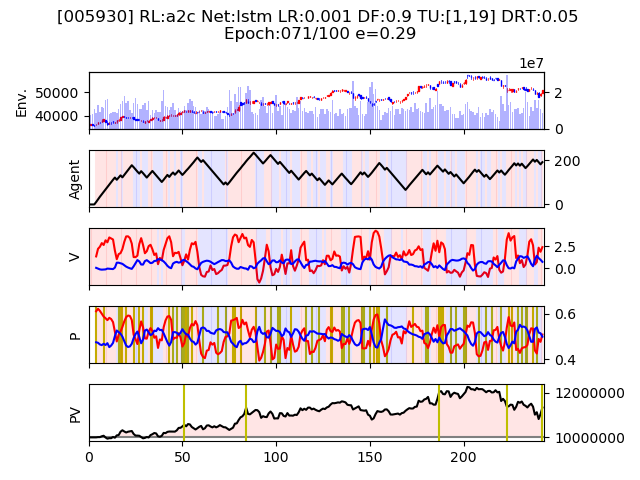 [005930] RL:a2c Net:lstm LR:0.001 DF:0.9 TU:[1,19] DRT:0.05
Epoch:071/100 e=0.29
1e7
Env.
50000
40000
2
0
Agent
200
0
V
2.5
0.0
P
0.6
0.4
PV
12000000
10000000
0 50 100 150 200